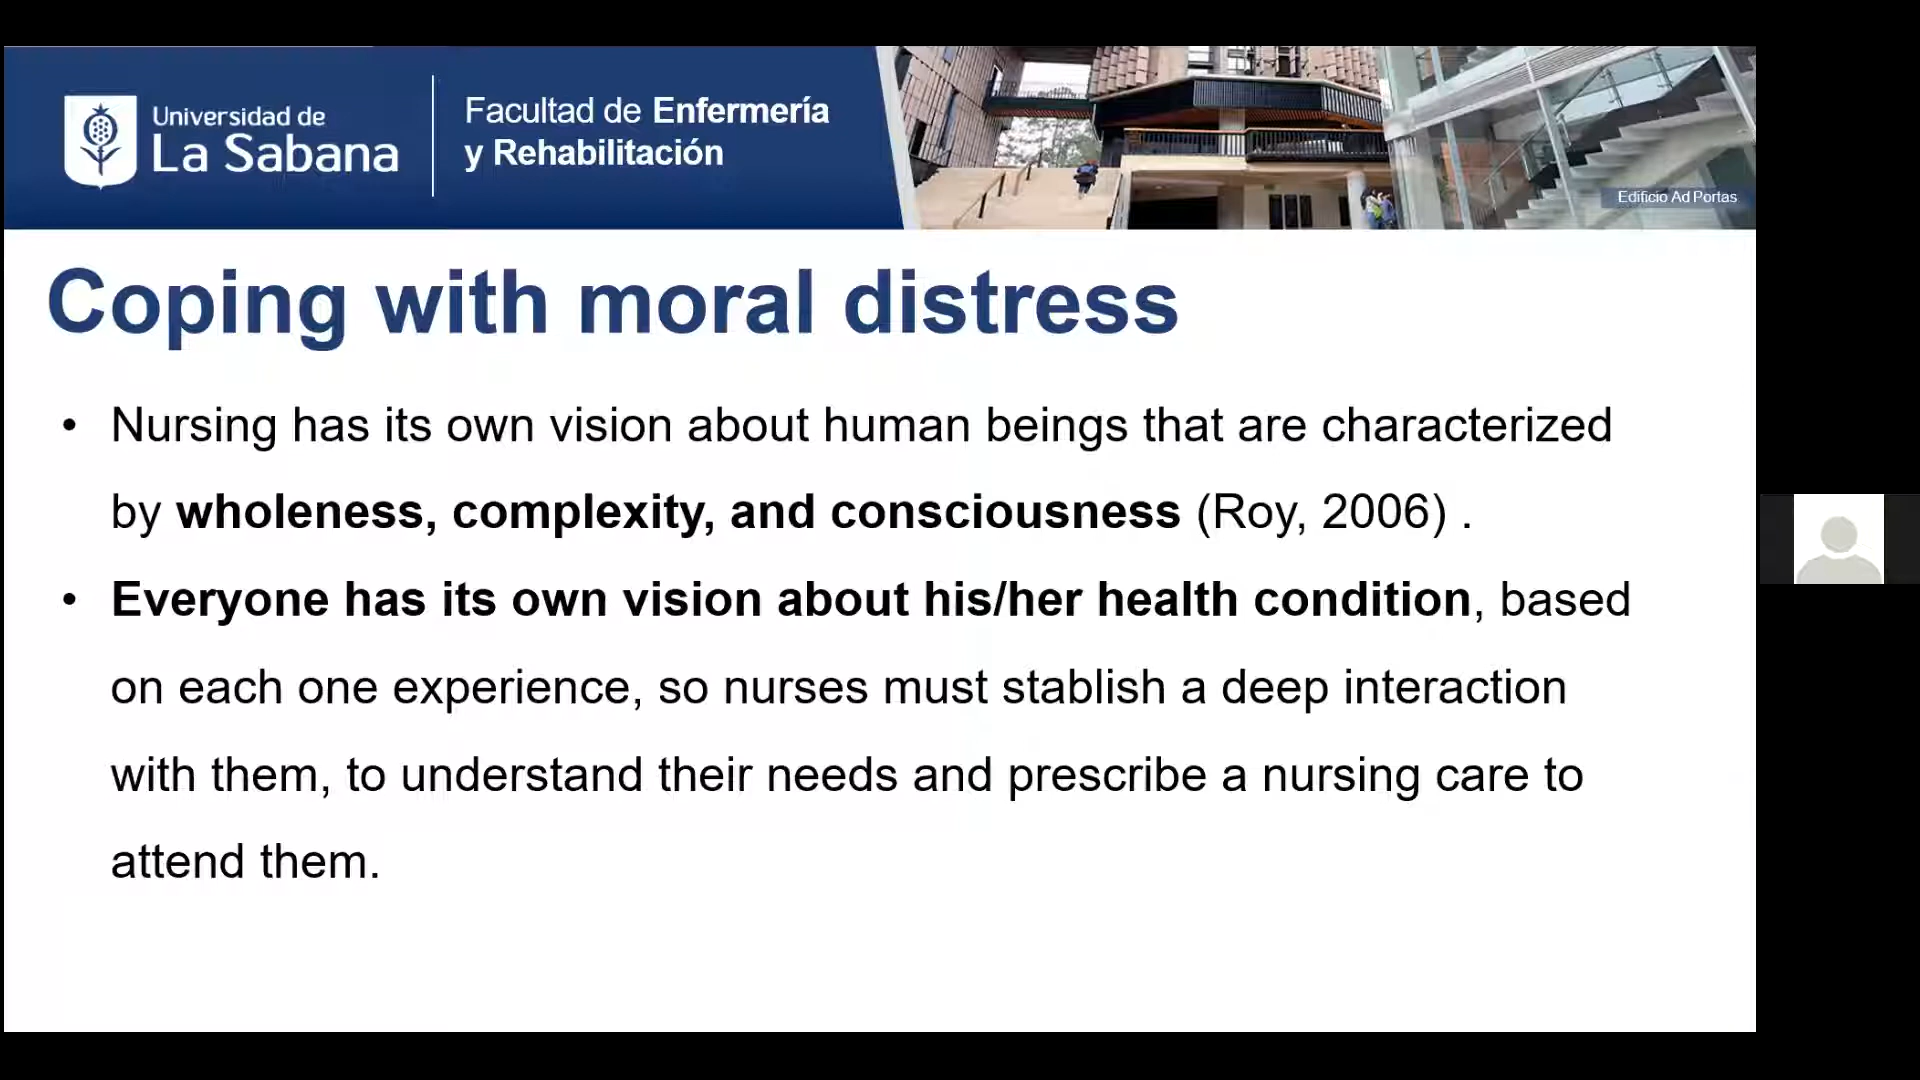 Universidad de
La Sabana
Facultad de Enfermería
y Rehabilitación
Edificio Ad Portas
Coping with moral distress
• Nursing has its own vision about human beings that are characterized
by wholeness, complexity, and consciousness (Roy, 2006) .
• Everyone has its own vision about his/her health condition, based
on each one experience, so nurses must stablish a deep interaction
with them, to understand their needs and prescribe a nursing care to
attend them.